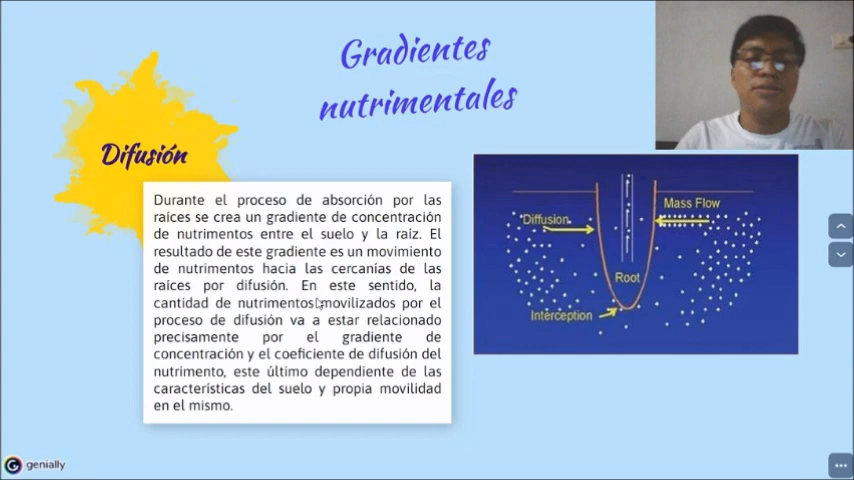 Gradientes
nutrimentales
Difusión
Durante el proceso de absorción por las
raíces se crea un gradiente de concentración
de nutrimentos entre el suelo y la raíz. El
resultado de este gradiente es un movimiento
de nutrimentos hacia las cercanías de las
raíces por difusión. En este sentido, la
cantidad de nutrimentos movilizados por el
proceso de difusión va a estar relacionado
precisamente por el gradiente de
concentración y el coeficiente de difusión del
nutrimento, este último dependiente de las
características del suelo y propia movilidad
en el mismo.
Diffusion
Mass Flow
Root
Interception
genially